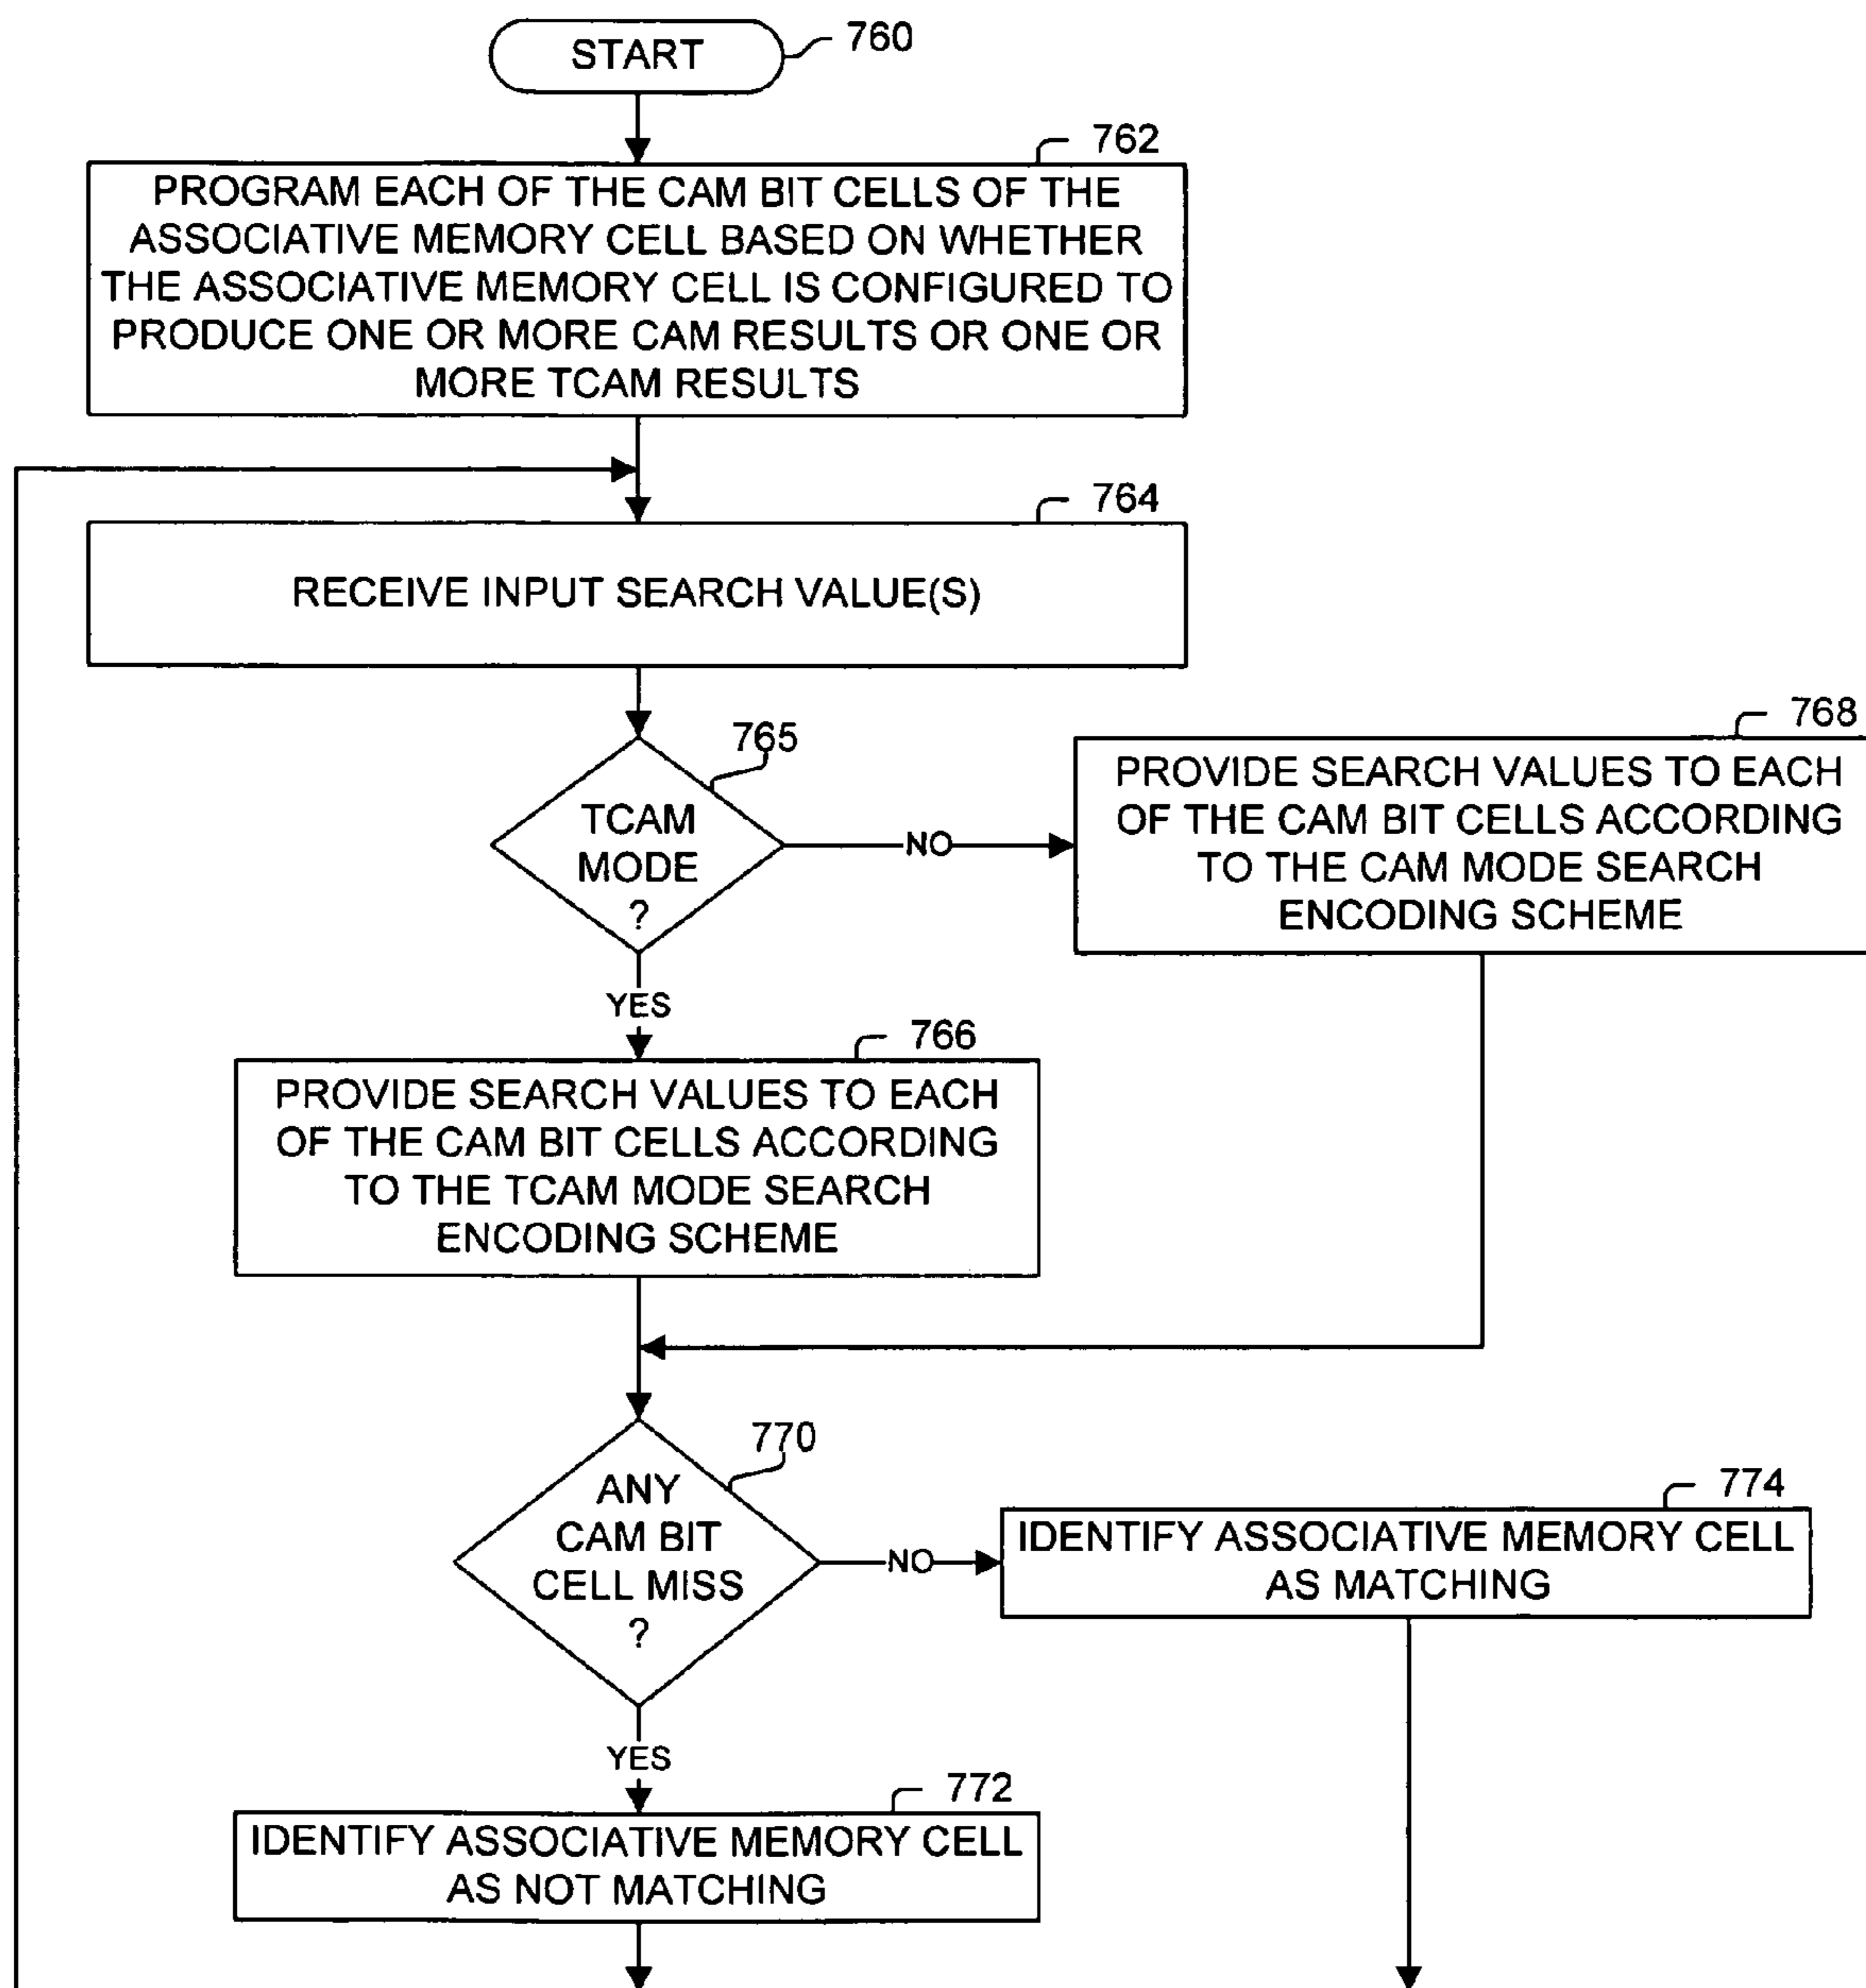 START
760
762
PROGRAM EACH OF THE CAM BIT CELLS OF THE
ASSOCIATIVE MEMORY CELL BASED ON WHETHER
THE ASSOCIATIVE MEMORY CELL IS CONFIGURED TO
PRODUCE ONE OR MORE CAM RESULTS OR ONE OR
MORE TCAM RESULTS
764
RECEIVE INPUT SEARCH VALUE(S)
765
TCAM
MODE
?
NO
768
PROVIDE SEARCH VALUES TO EACH
OF THE CAM BIT CELLS ACCORDING
TO THE CAM MODE SEARCH
ENCODING SCHEME
YES
766
PROVIDE SEARCH VALUES TO EACH
OF THE CAM BIT CELLS ACCORDING
TO THE TCAM MODE SEARCH
ENCODING SCHEME
770
ANY
CAM BIT
CELL MISS
?
NO
774
IDENTIFY ASSOCIATIVE MEMORY CELL
AS MATCHING
YES
772
IDENTIFY ASSOCIATIVE MEMORY CELL
AS NOT MATCHING